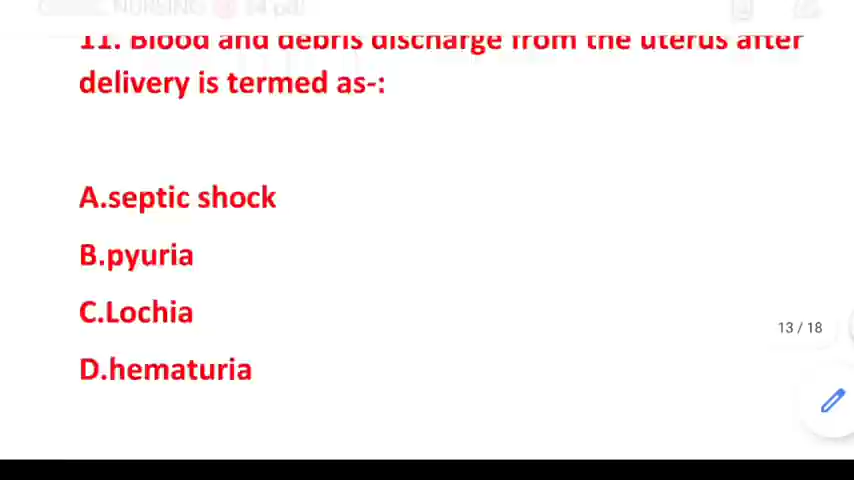 NURSING
11. Blood and debris discharge from the uterus after
delivery is termed as-:
A.septic shock
B.pyuria
C.Lochia
D.hematuria
13 / 18